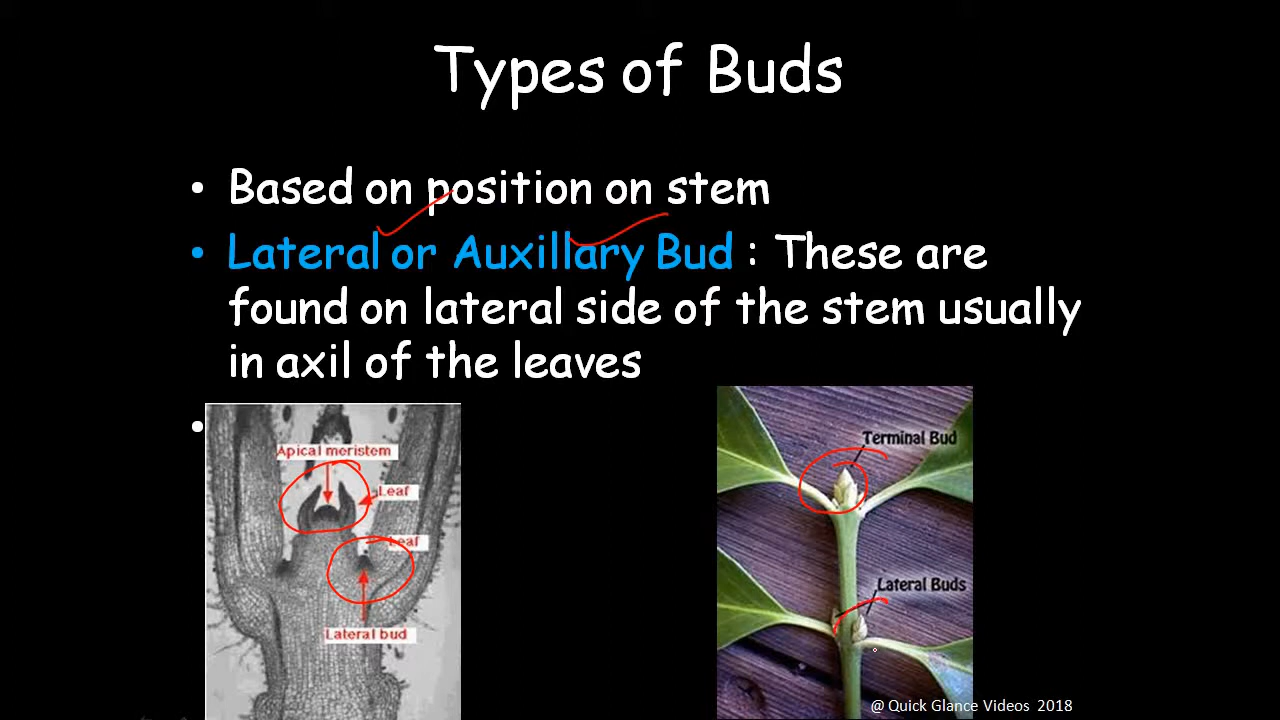 Types of Buds
• Based on position on stem
• Lateral or Auxillary Bud : These are
found on lateral side of the stem usually
in axil of the leaves
•
Apical meristem
Leaf
Leaf
Lateral bud
Terminal Bud
Lateral Buds
@ Quick Glance Videos 2018